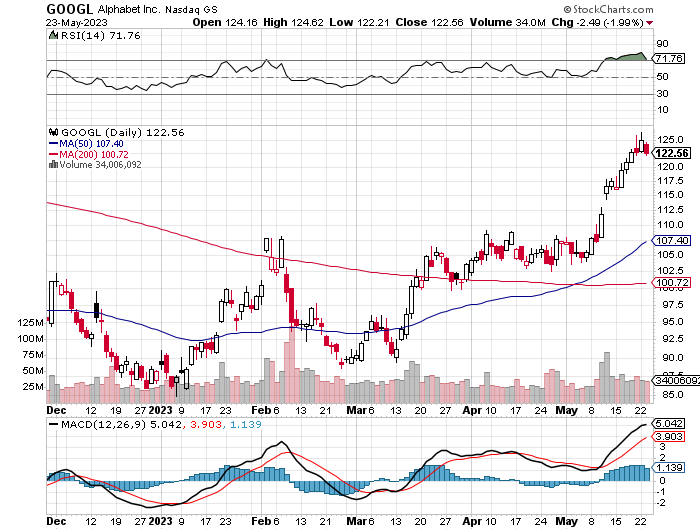 GOOGL Alphabet Inc. Nasdaq GS © StockCharts.com
23-May-2023 Open 124.16 High 124.62 Low 122.21 Close 122.56 Volume 34.0M Chg -2.49 (-1.99%)
RSI(14) 71.76
90
71.76
50
30
10
GOOGL (Daily) 122.56
MA(50) 107.40
MA(200) 100.72
Volume 34,006,092
125.0
122.56
120.0
117.5
115.0
112.5
110.0
107.40
105.0
102.5
100.72
100.0
97.5
95.0
92.5
90.0
87.5
85.0
125M
100M
75M
50M
25M
34006092
Dec 12 19 27 2023 9 17 23 Feb 6 13 21 Mar 6 13 20 27 Apr 10 17 24 May 8 15 22
MACD(12,26,9) 5.042, 3.903, 1.139
5.042
3.903
3
2
1.139
0
-1
-2
Dec 12 19 27 2023 9 17 23 Feb 6 13 21 Mar 6 13 20 27 Apr 10 17 24 May 8 15 22